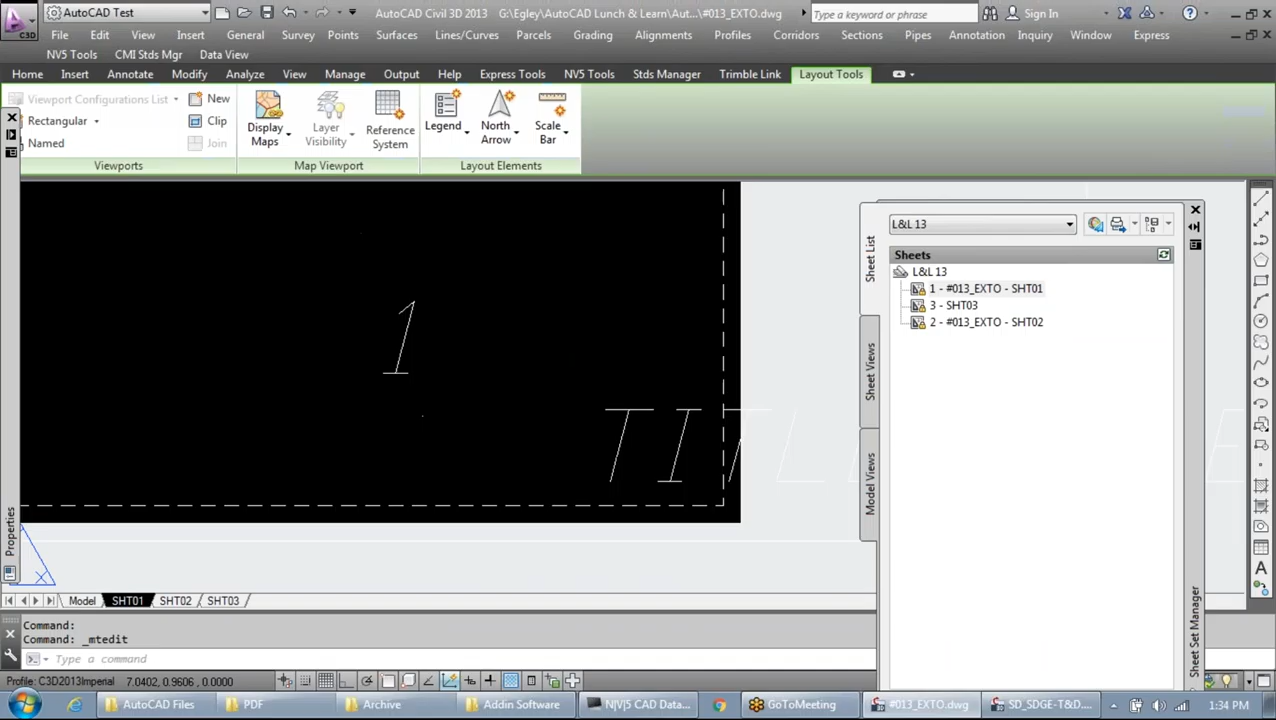 AutoCAD Test
AutoCAD Civil 3D 2013 G:\Egley\AutoCAD Lunch & Learn\Aut...\#013_EXTO.dwg
Type a keyword or phrase
Sign In
C3D
File Edit View Insert General Survey Points Surfaces Lines/Curves Parcels Grading Alignments Profiles Corridors Sections Pipes Annotation Inquiry Window Express
NV5 Tools CMI Stds Mgr Data View
Home Insert Annotate Modify Analyze View Manage Output Help Express Tools NV5 Tools Stds Manager Trimble Link Layout Tools
Viewport Configurations List New
Rectangular Clip
Named Join
Display Maps
Layer Visibility
Reference System
Legend
North Arrow
Scale Bar
Viewports Map Viewport Layout Elements
L&L 13
Sheet List
Sheets
L&L 13
1 - #013_EXTO - SHT01
3 - SHT03
2 - #013_EXTO - SHT02
Sheet Views
Model Views
Sheet Set Manager
Properties
1
Model SHT01 SHT02 SHT03
Command:
Command: _mtedit
Type a command
Profile: C3D2013Imperial 7.0402, 0.9606, 0.0000
AutoCAD Files PDF Archive Addin Software N|V|5 CAD Data... GoToMeeting #013_EXTO.dwg SD_SDGE-T&D....
1:34 PM